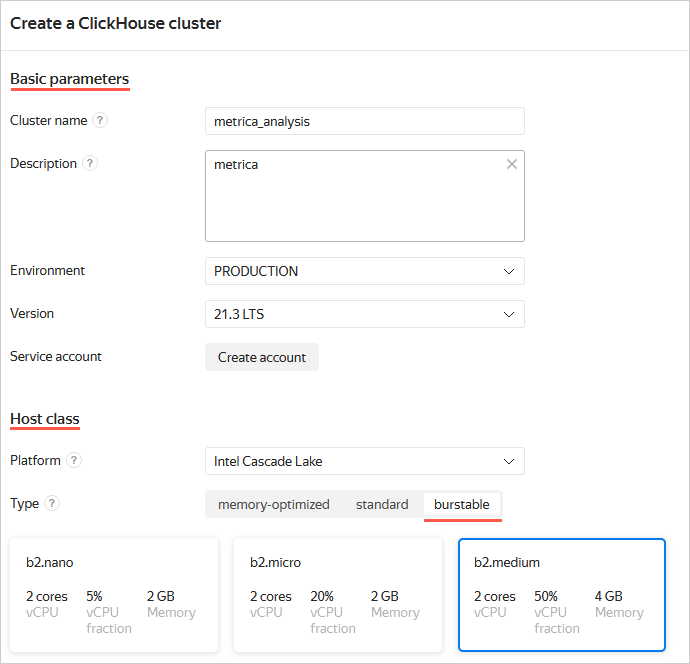 Create a ClickHouse cluster
Basic parameters
Cluster name ?
metrica_analysis
Description ?
metrica
Environment
PRODUCTION
Version
21.3 LTS
Service account
Create account
Host class
Platform ?
Intel Cascade Lake
Type ?
memory-optimized standard burstable
b2.nano
2 cores 5% 2 GB
vCPU vCPU Memory
fraction
b2.micro
2 cores 20% 2 GB
vCPU vCPU Memory
fraction
b2.medium
2 cores 50% 4 GB
vCPU vCPU Memory
fraction